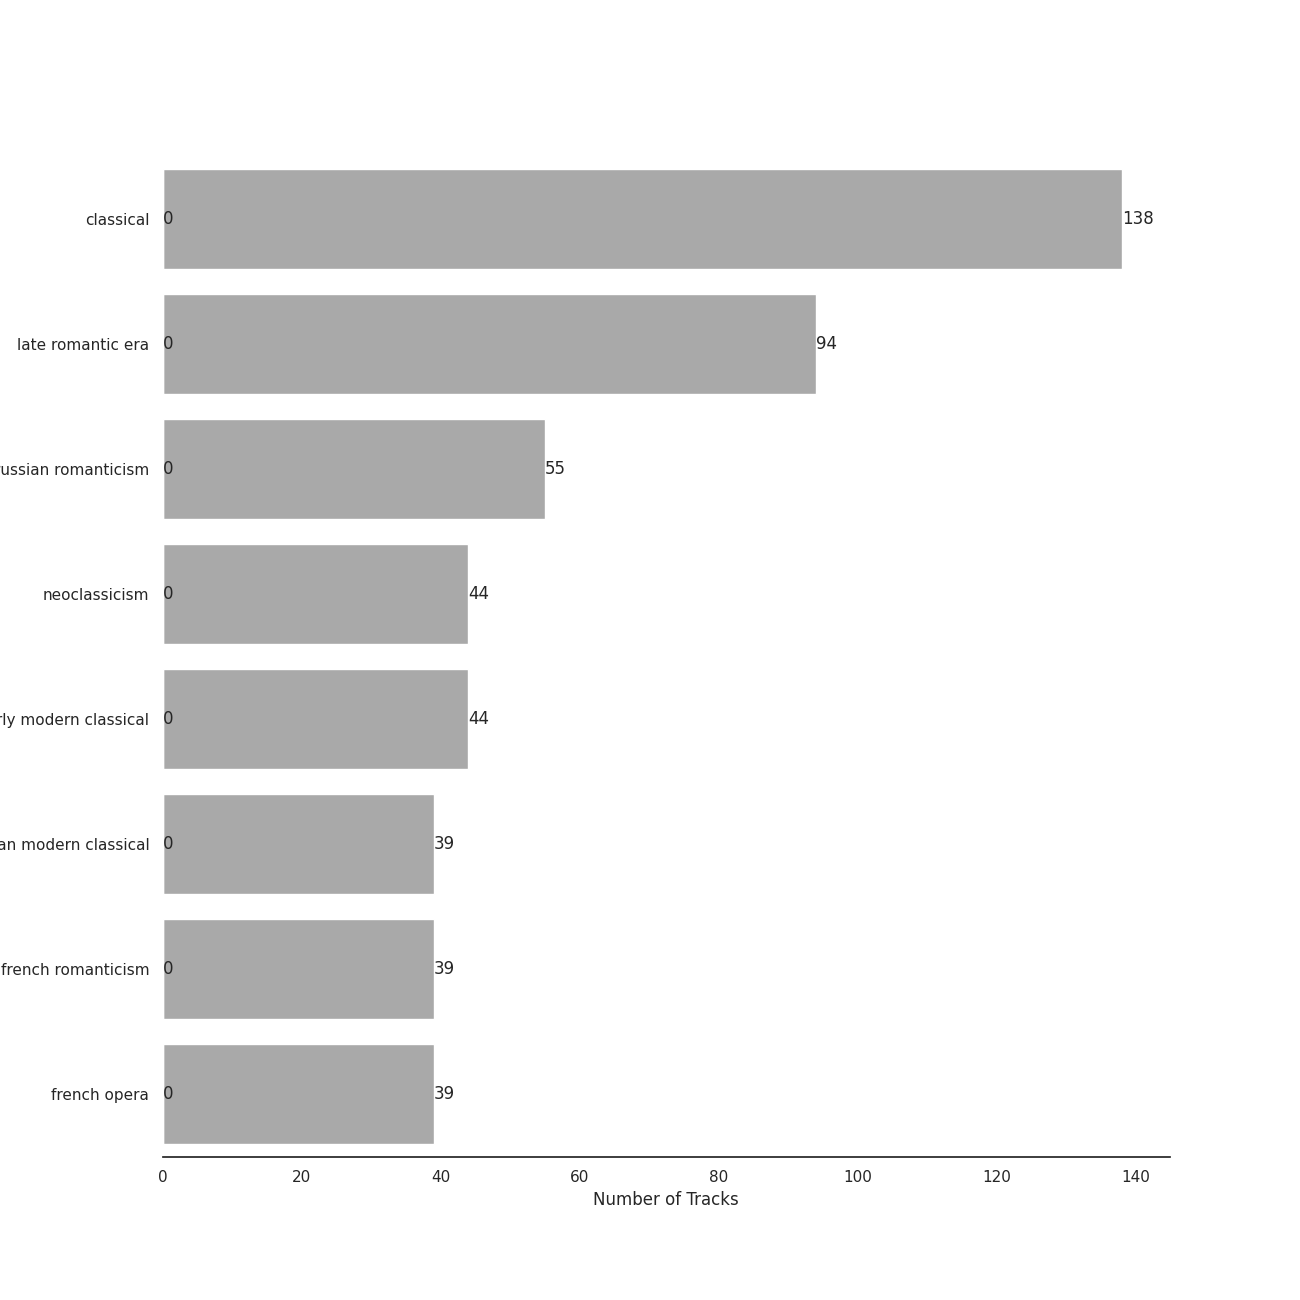 classical 0 138
late romantic era 0 94
ussian romanticism 0 55
neoclassicism 0 44
rly modern classical 0 44
an modern classical 0 39
french romanticism 0 39
french opera 0 39
0 20 40 60 80 100 120 140
Number of Tracks